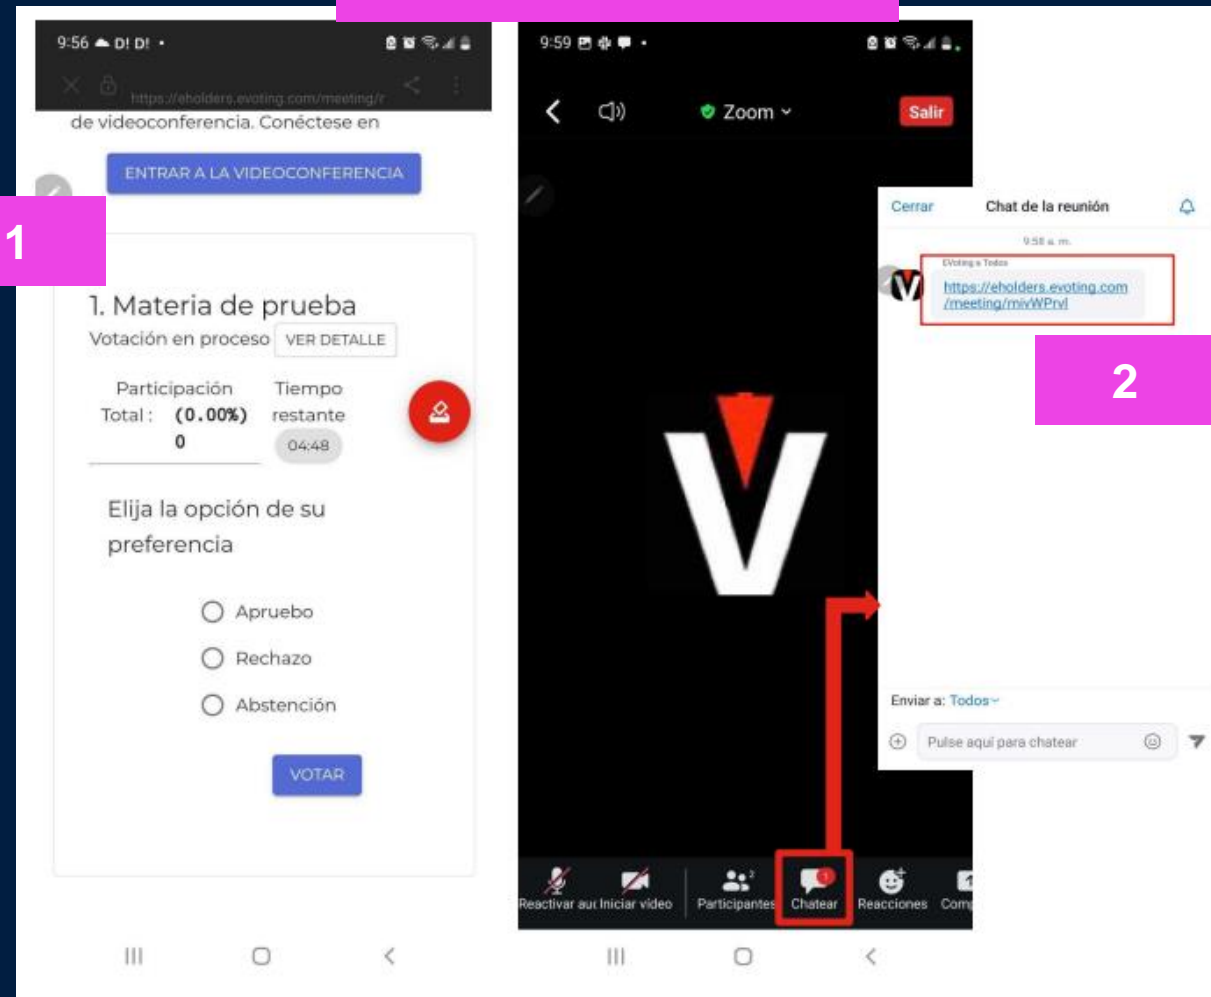 9:56 D! D! •
https://eholders.evoting.com/meeting/r
de videoconferencia. Conéctese en
ENTRAR A LA VIDEOCONFERENCIA
1
1. Materia de prueba
Votación en proceso VER DETALLE
Participación
Total : (0.00%)
0
Tiempo
restante
04:48
Elija la opción de su
preferencia
Apruebo
Rechazo
Abstención
VOTAR
9:59
Zoom
Salir
V
Reactivar au
Iniciar video
2
Participantes
1
Chatear
Reacciones
Comp
Cerrar
Chat de la reunión
9:58 a. m.
EVoting a Todos
V
https://eholders.evoting.com
/meeting/mivWPrvl
2
Enviar a: Todos
Pulse aquí para chatear